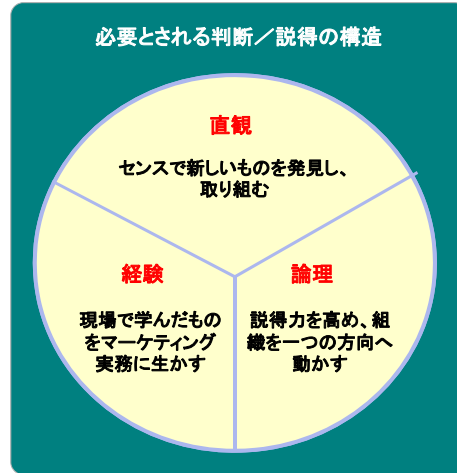 必要とされる判断／説得の構造
直観
センスで新しいものを発見し、
取り組む
経験
現場で学んだもの
をマーケティング
実務に生かす
論理
説得力を高め、組
織を一つの方向へ
動かす